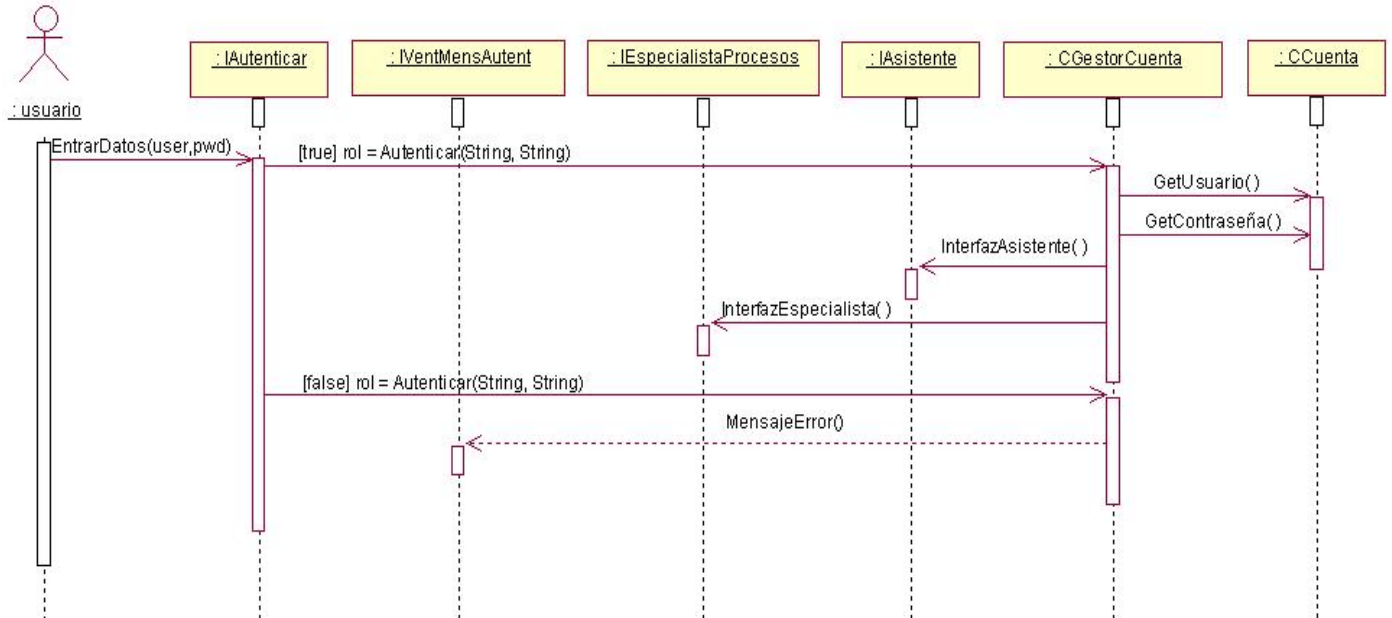 : IAutenticar
: IVentMensAutent
: IEspecialistaProcesos
: IAsistente
: CGestorCuenta
: CCuenta
: usuario
EntrarDatos(user,pwd)
[true] rol = Autenticar(String, String)
GetUsuario( )
GetContraseña( )
InterfazAsistente( )
InterfazEspecialista( )
[false] rol = Autenticar(String, String)
MensajeError()